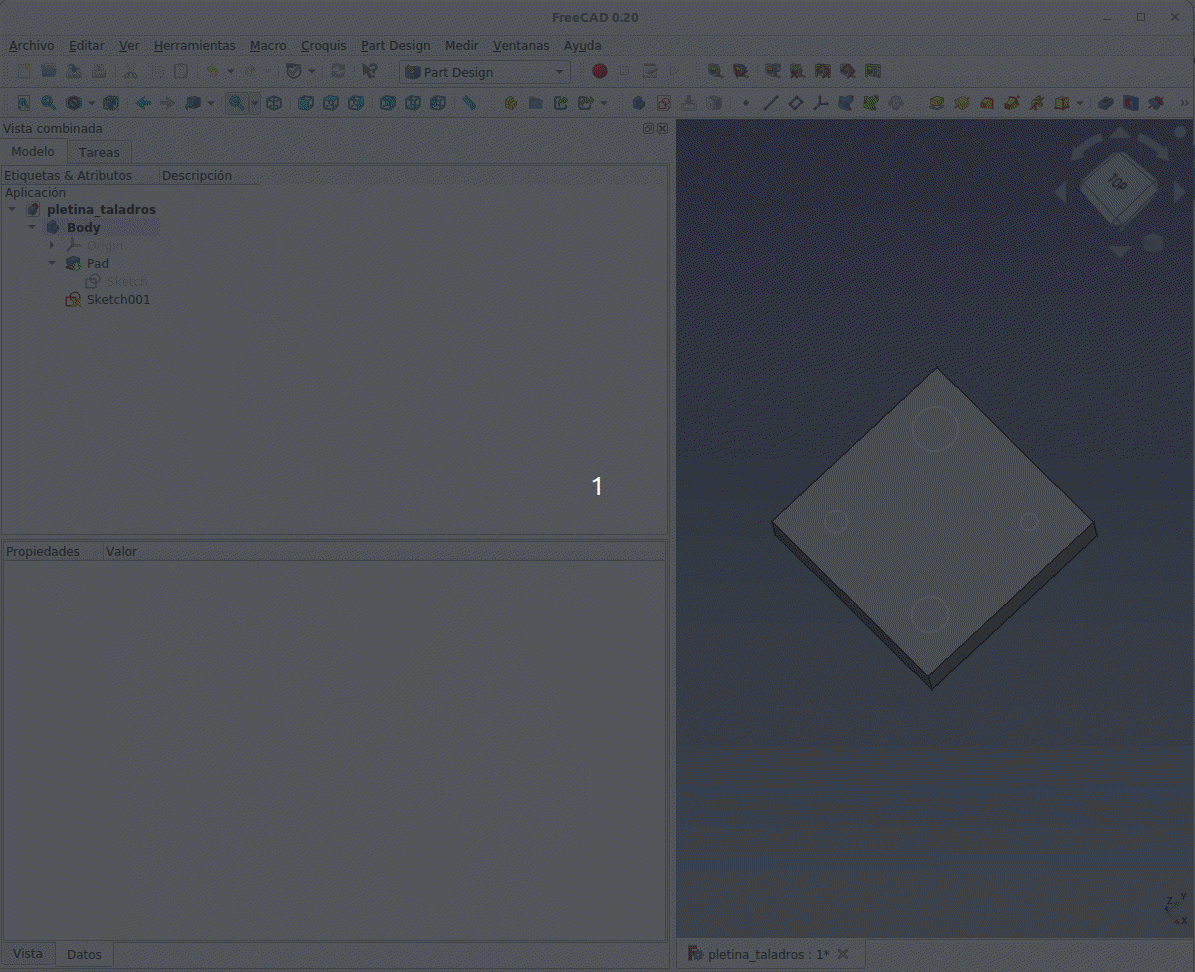 FreeCAD 0.20
Archivo Editar Ver Herramientas Macro Croquis Part Design Medir Ventanas Ayuda
Part Design
Vista combinada
Modelo Tareas
Etiquetas & Atributos Descripción
Aplicación
pletina_taladros
Body
Origin
Pad
Sketch
Sketch001
TOP
1
Propiedades Valor
Z Y
X
Vista Datos
pletina_taladros : 1*